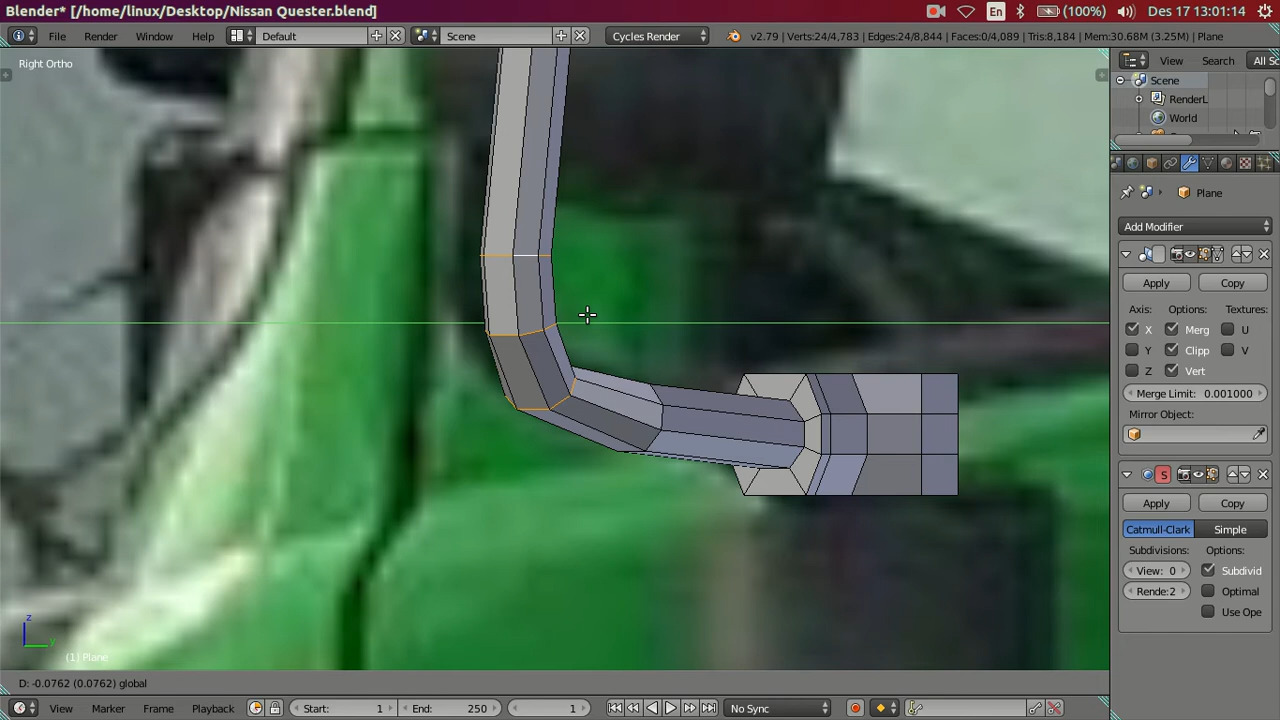 Blender* [/home/linux/Desktop/Nissan Quester.blend]
En (100%) Des 17 13:01:14
File Render Window Help Default Scene Cycles Render v2.79 | Verts:24/4,783 | Edges:24/8,844 | Faces:0/4,089 | Tris:8,184 | Mem:30.68M (3.25M) | Plane
View Search All Sc
Right Ortho
Scene
RenderL
World
Plane
Add Modifier
Apply Copy
Axis: Options: Textures:
X Merg U
Y Clipp V
Z Vert
Merge Limit: 0.001000
Mirror Object:
S
Apply Copy
Catmull-Clark Simple
Subdivisions: Options:
View: 0 Subdivid
Rende: 2 Optimal
Use Ope
z
y
(1) Plane
D: -0.0762 (0.0762) global
View Marker Frame Playback Start: 1 End: 250 1 No Sync